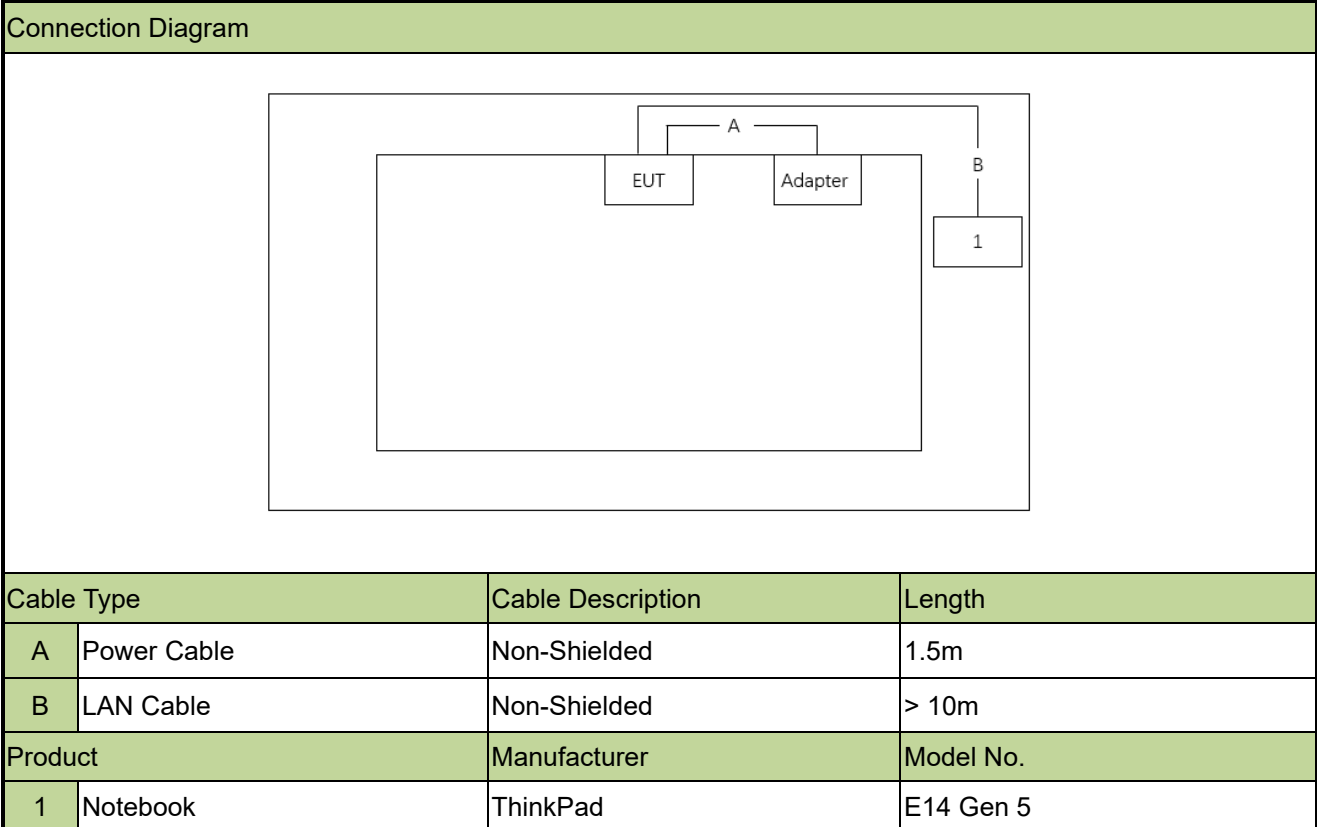 Connection Diagram
A
B
EUT
Adapter
1
Cable Type Cable Description Length
A Power Cable Non-Shielded 1.5m
B LAN Cable Non-Shielded > 10m
Product Manufacturer Model No.
1 Notebook ThinkPad E14 Gen 5